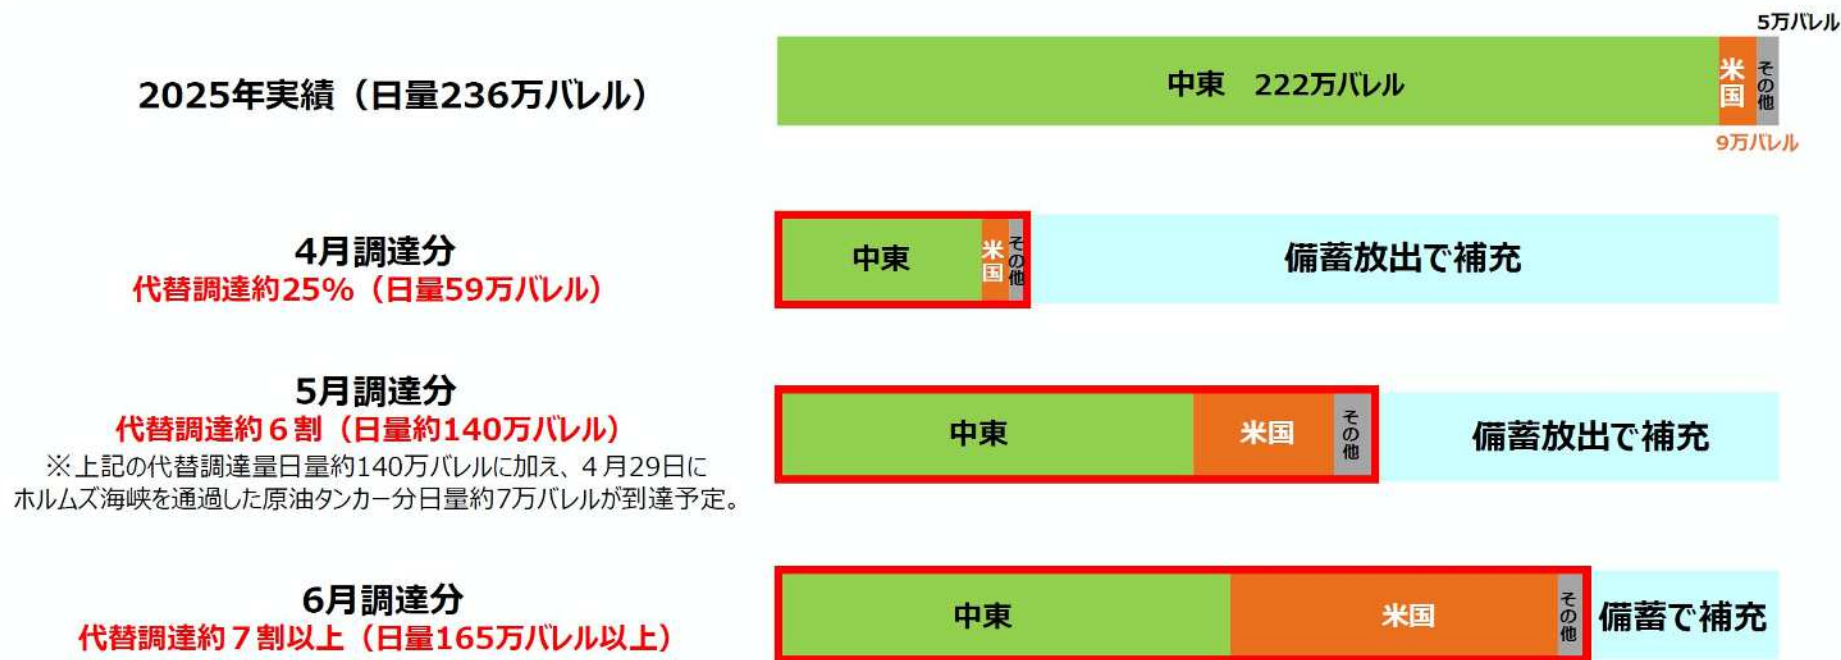 5万バレル
2025年実績（日量236万バレル）
中東　222万バレル
米国
その他
9万バレル
4月調達分
代替調達約25%（日量59万バレル）
中東
米国
その他
備蓄放出で補充
5月調達分
代替調達約６割（日量約140万バレル）
※上記の代替調達量日量約140万バレルに加え、４月29日に
ホルムズ海峡を通過した原油タンカー分日量約7万バレルが到達予定。
中東
米国
その他
備蓄放出で補充
6月調達分
代替調達約７割以上（日量165万バレル以上）
中東
米国
その他
備蓄で補充